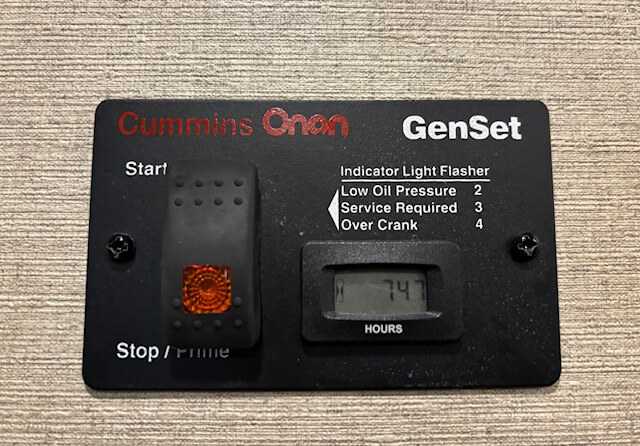 Cummins Onan GenSet
Start
Indicator Light Flasher
Low Oil Pressure 2
Service Required 3
Over Crank 4
747
HOURS
Stop / Prime